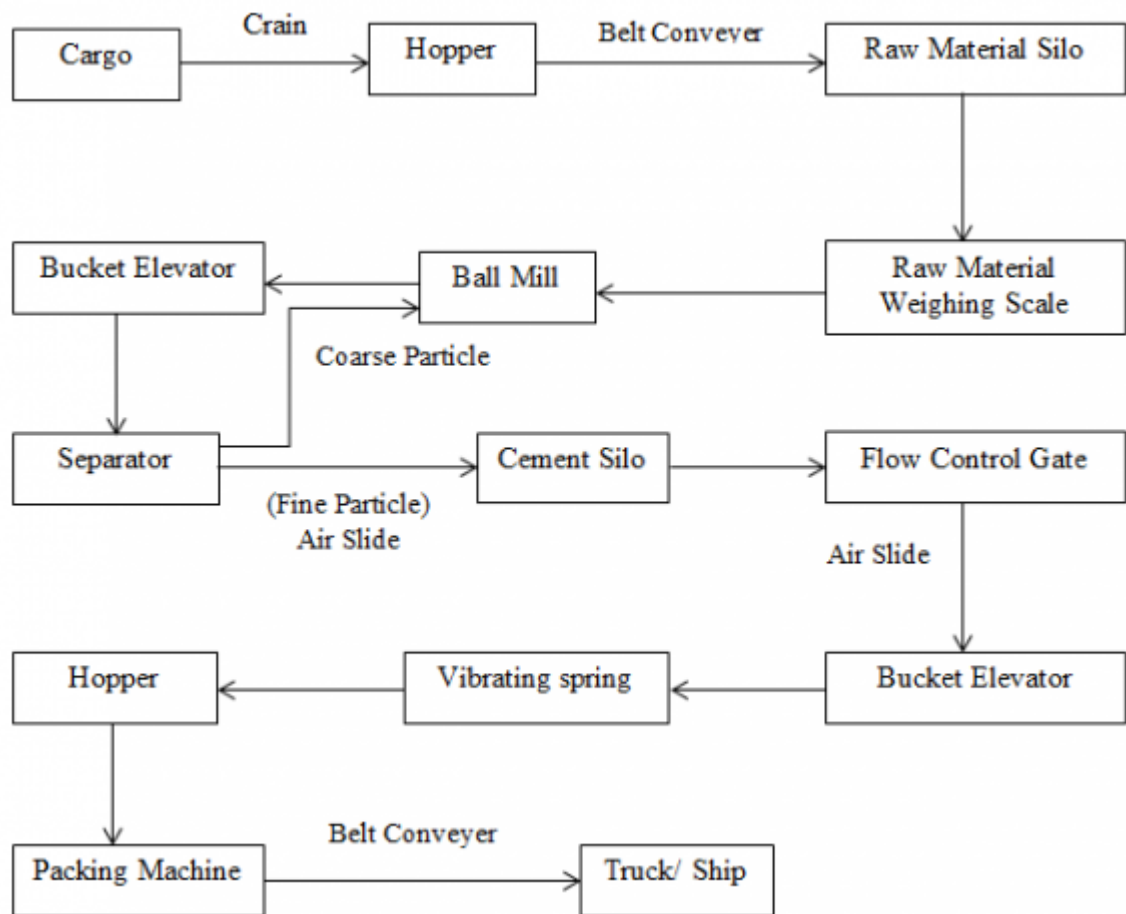 Cargo
Crain
Hopper
Belt Conveyer
Raw Material Silo
Bucket Elevator
Ball Mill
Raw Material
Weighing Scale
Coarse Particle
Separator
(Fine Particle)
Air Slide
Cement Silo
Flow Control Gate
Air Slide
Hopper
Vibrating spring
Bucket Elevator
Packing Machine
Belt Conveyer
Truck/ Ship